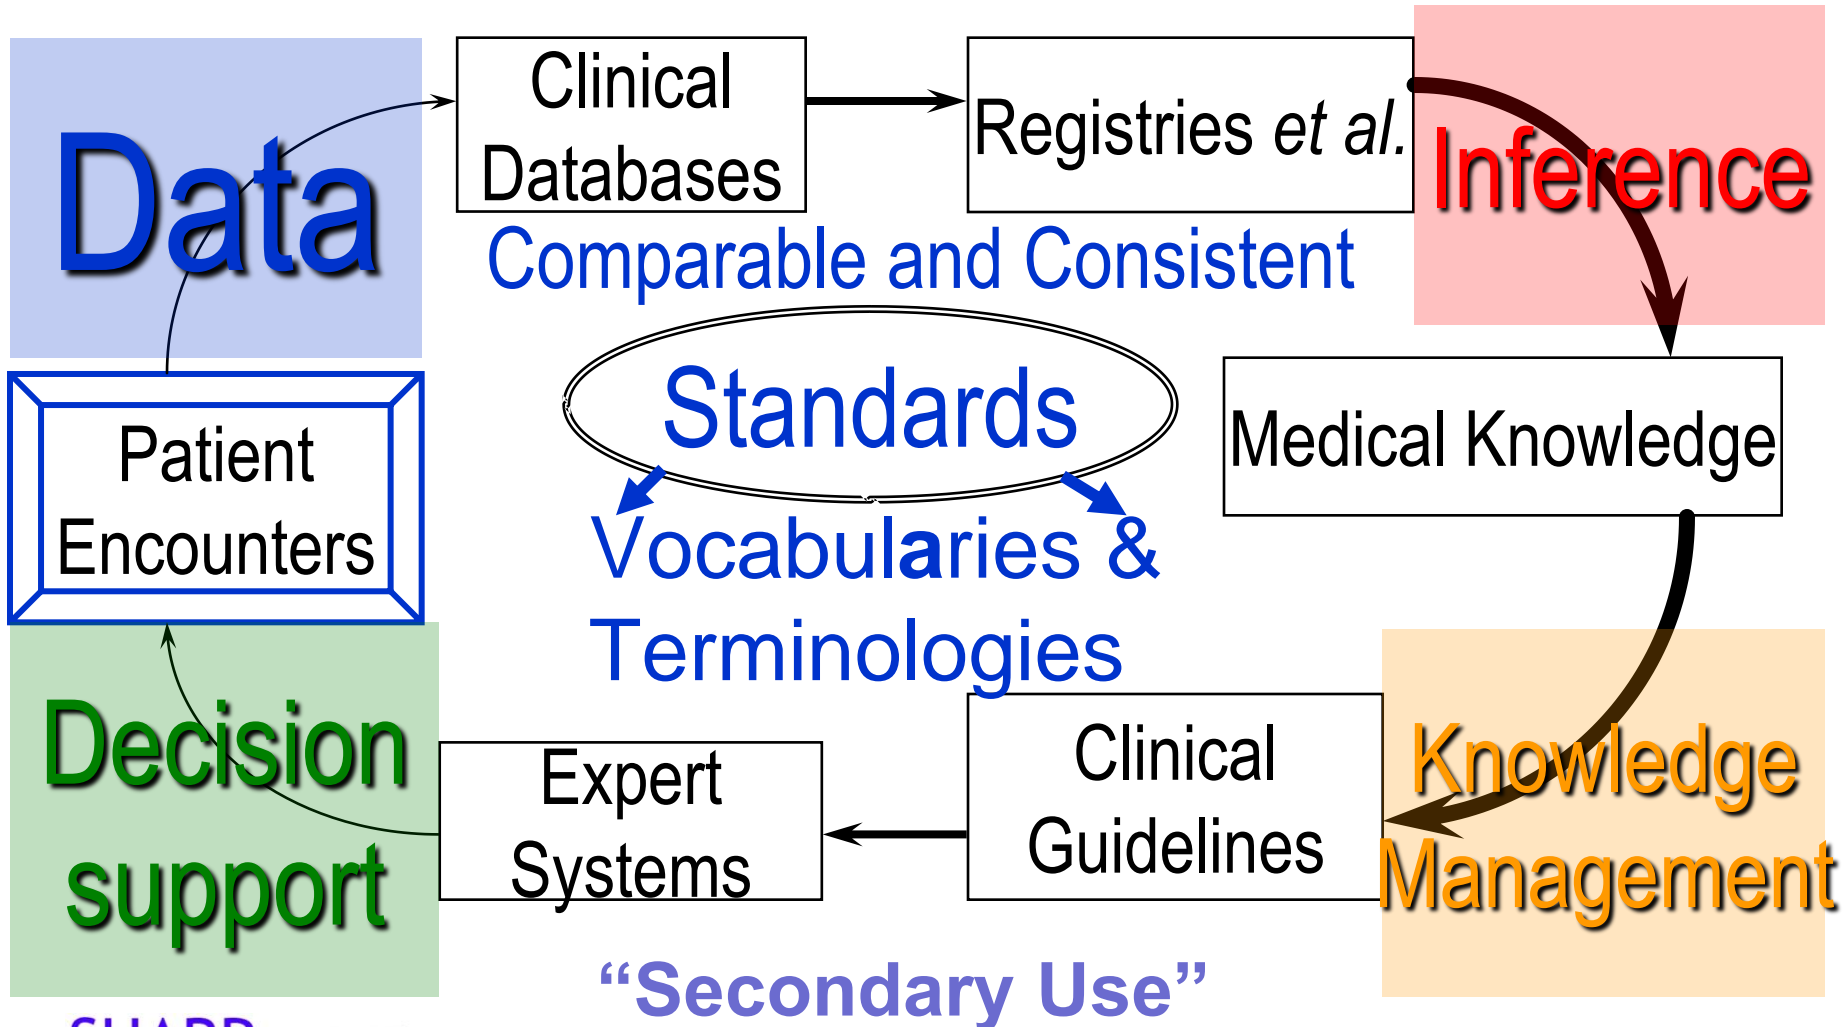 Data
Clinical
Databases
Registries et al.
Inference
Comparable and Consistent
Standards
Patient
Encounters
Medical Knowledge
Vocabularies &
Terminologies
Decision
support
Expert
Systems
Clinical
Guidelines
Knowledge
Management
“Secondary Use”